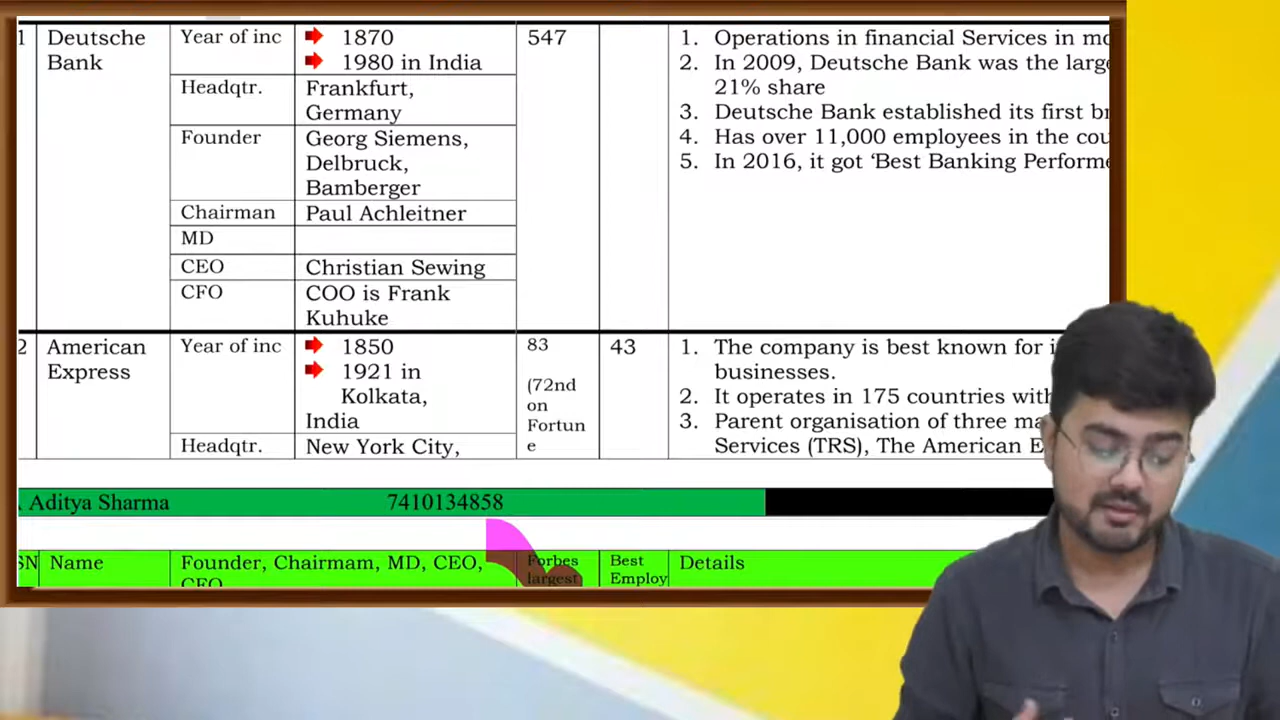 1 Deutsche Bank Year of inc 1870 547 1. Operations in financial Services in mo
1980 in India 2. In 2009, Deutsche Bank was the large
Headqtr. Frankfurt, 21% share
Germany 3. Deutsche Bank established its first br
Founder Georg Siemens, 4. Has over 11,000 employees in the cou
Delbruck, 5. In 2016, it got ‘Best Banking Performe
Bamberger
Chairman Paul Achleitner
MD
CEO Christian Sewing
CFO COO is Frank
Kuhuke
2 American Express Year of inc 1850 83 43 1. The company is best known for i
1921 in (72nd businesses.
Kolkata, on 2. It operates in 175 countries with
India Fortun 3. Parent organisation of three ma
Headqtr. New York City, e Services (TRS), The American E
Aditya Sharma 7410134858
SN Name Founder, Chairmam, MD, CEO, Forbes Best Details
CFO largest Employ